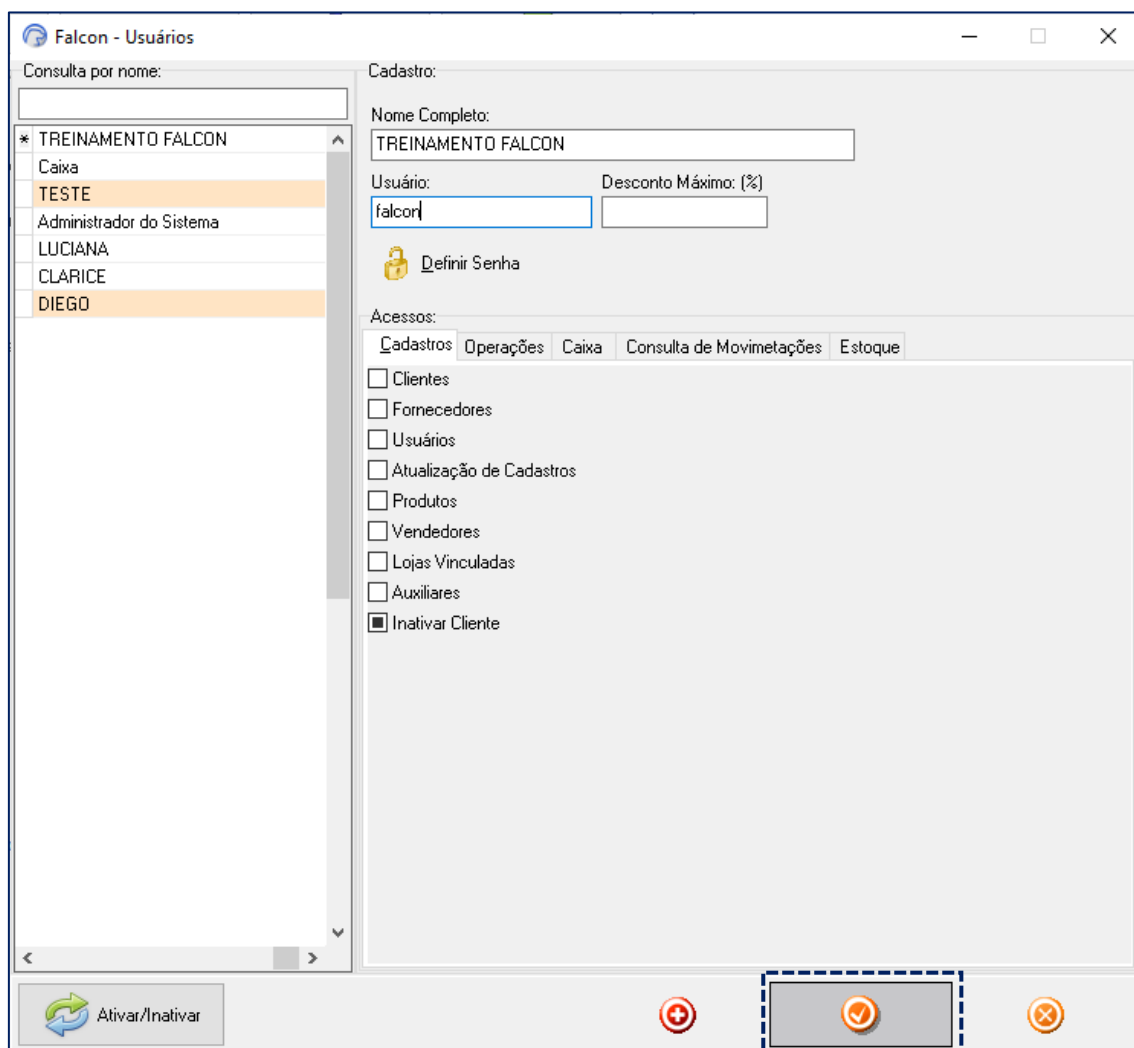 Falcon - Usuários
Consulta por nome:
* TREINAMENTO FALCON
Caixa
TESTE
Administrador do Sistema
LUCIANA
CLARICE
DIEGO
Cadastro:
Nome Completo:
TREINAMENTO FALCON
Usuário: Desconto Máximo: (%)
falcon
Definir Senha
Acessos:
Cadastros Operações Caixa Consulta de Movimetações Estoque
Clientes
Fornecedores
Usuários
Atualização de Cadastros
Produtos
Vendedores
Lojas Vinculadas
Auxiliares
Inativar Cliente
Ativar/Inativar